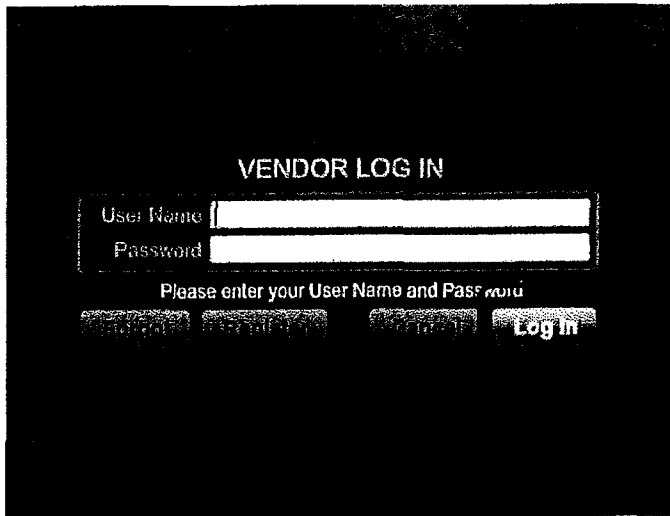 VENDOR LOG IN
User Name
Password
Please enter your User Name and Password
Log In